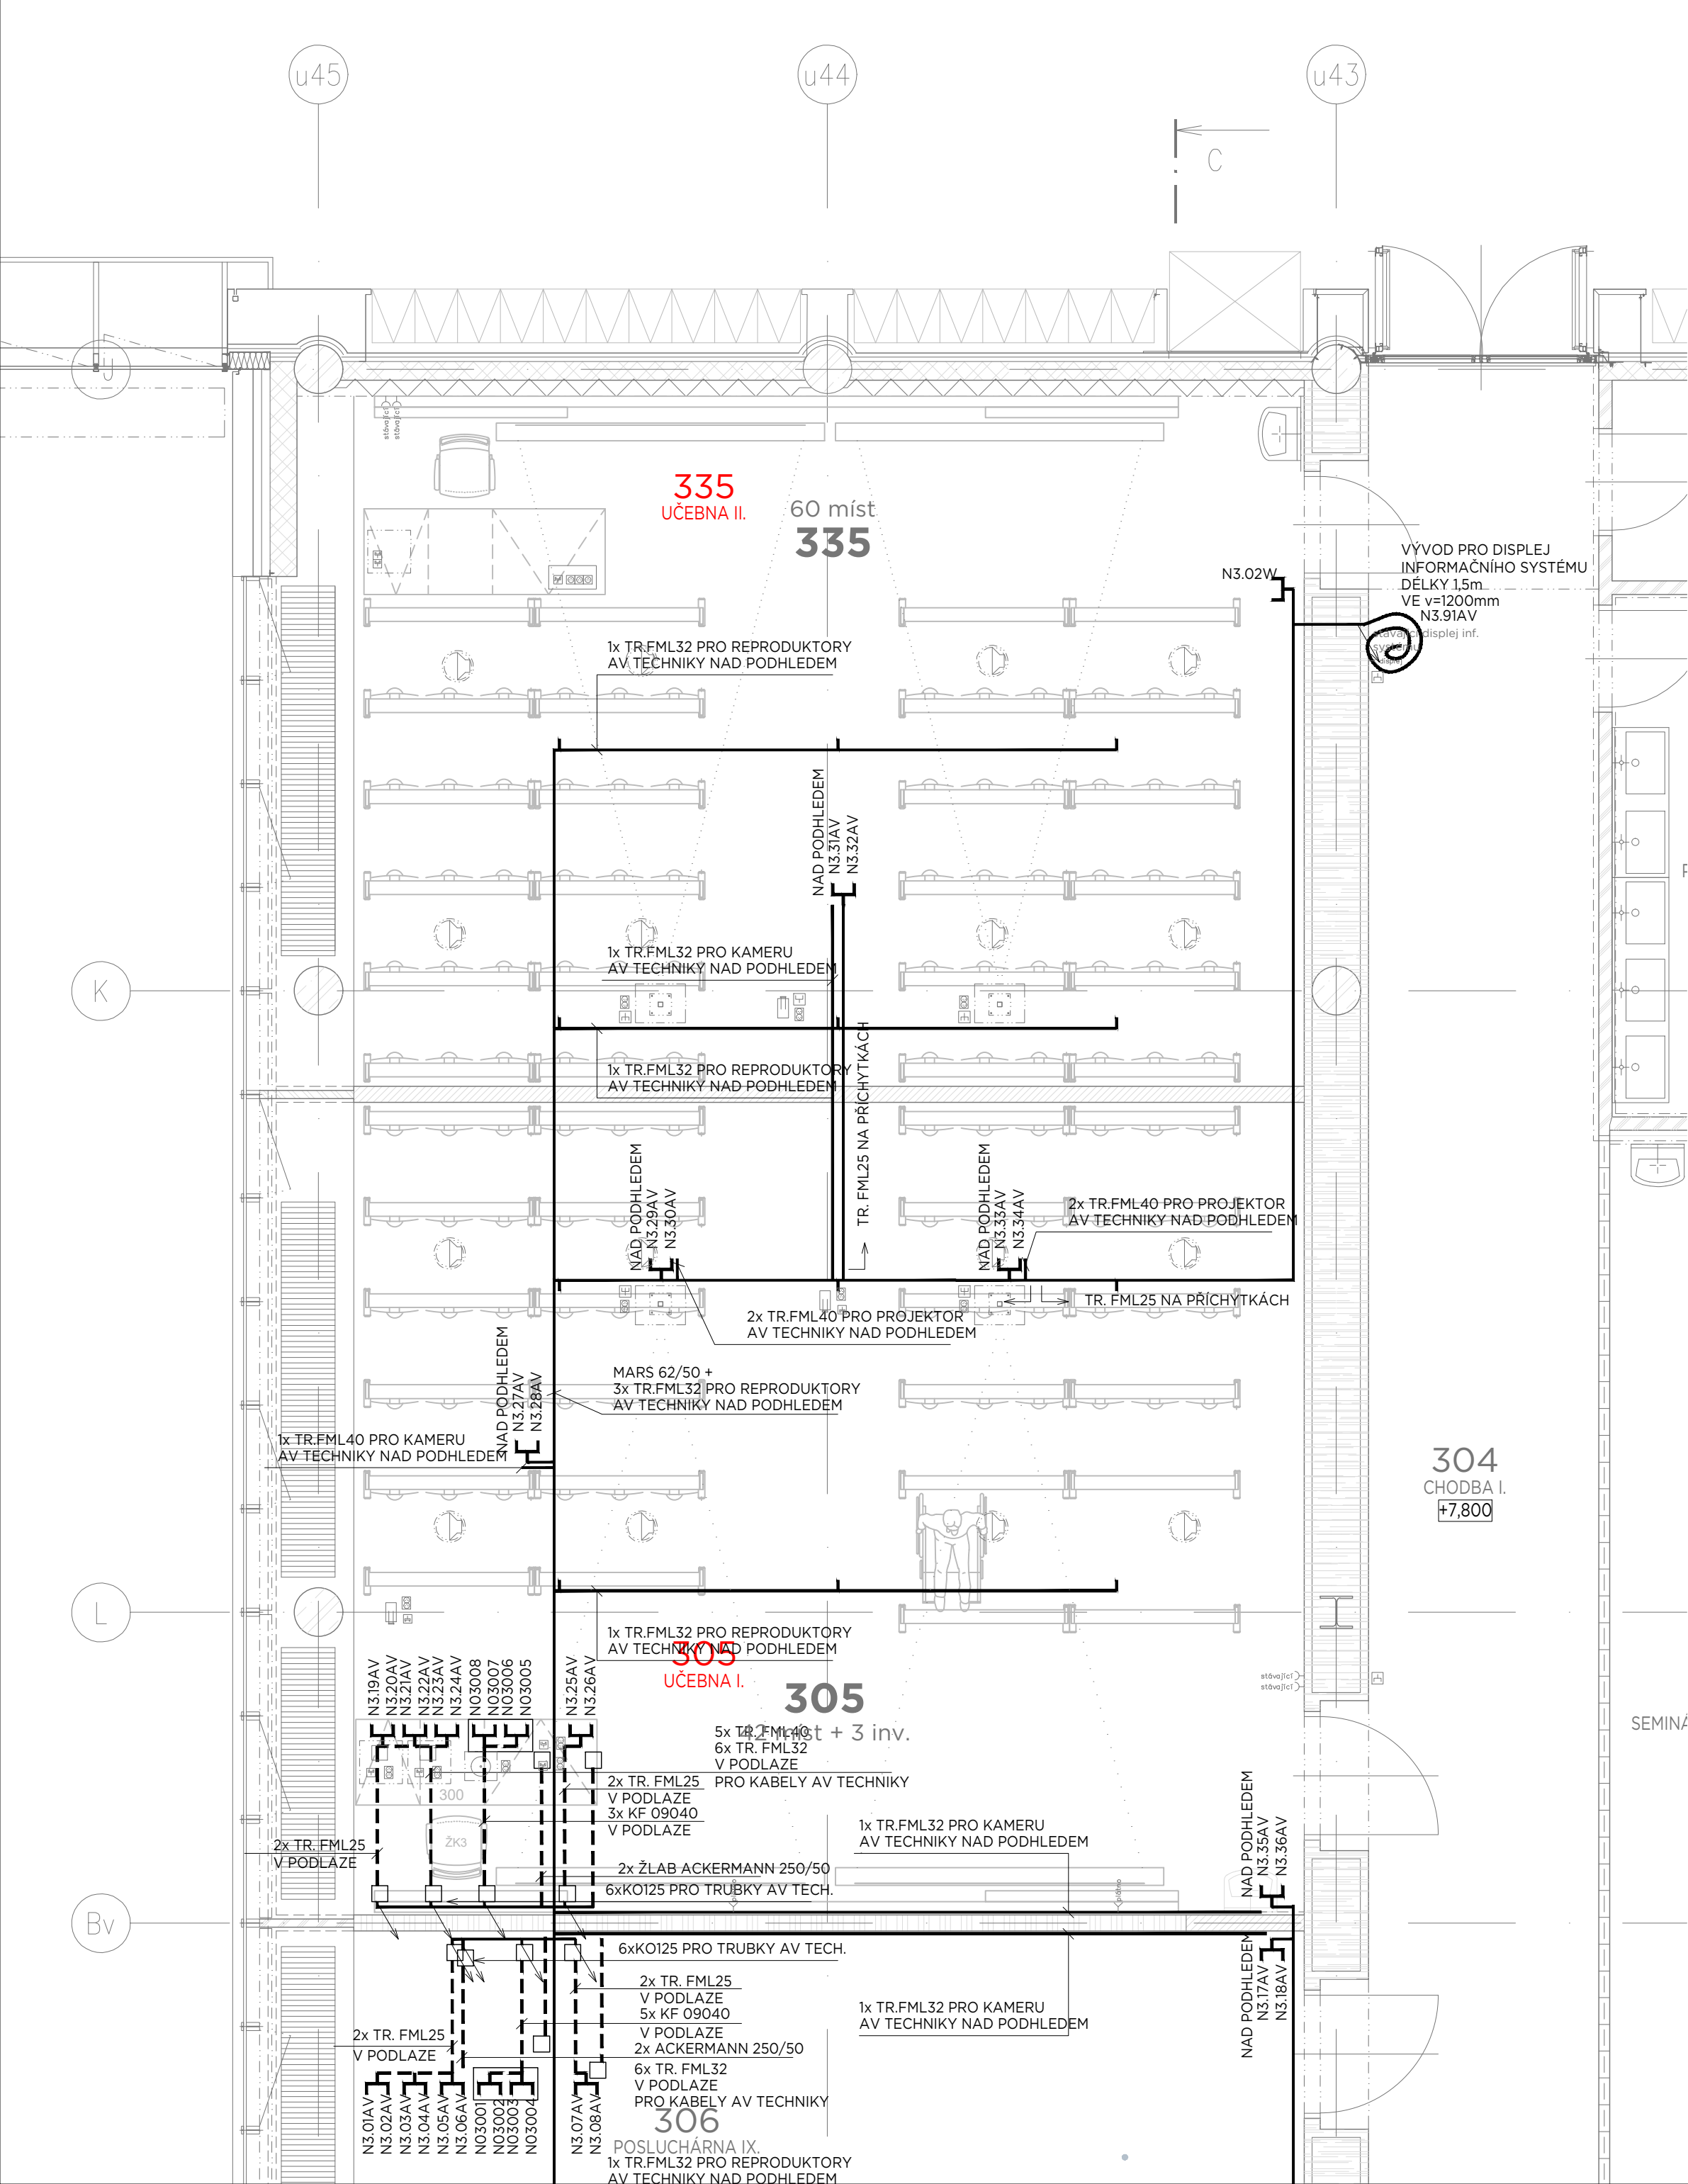 u45
u44
u43
C
J
stávající
stávající
335
UČEBNA II.
60 míst
335
VÝVOD PRO DISPLEJ
INFORMAČNÍHO SYSTÉMU
DÉLKY 1,5m
VE v=1200mm
N3.91AV
N3.02W
stávající displej inf.
displej
1x TR.FML32 PRO REPRODUKTORY
AV TECHNIKY NAD PODHLEDEM
NAD PODHLEDEM
N3.31AV
N3.32AV
1x TR.FML32 PRO KAMERU
AV TECHNIKY NAD PODHLEDEM
K
TR. FML25 NA PŘÍCHYTKÁCH
1x TR.FML32 PRO REPRODUKTORY
AV TECHNIKY NAD PODHLEDEM
NAD PODHLEDEM
N3.29AV
N3.30AV
NAD PODHLEDEM
N3.33AV
N3.34AV
2x TR.FML40 PRO PROJEKTOR
AV TECHNIKY NAD PODHLEDEM
TR. FML25 NA PŘÍCHYTKÁCH
2x TR.FML40 PRO PROJEKTOR
AV TECHNIKY NAD PODHLEDEM
NAD PODHLEDEM
N3.27AV
N3.28AV
MARS 62/50 +
3x TR.FML32 PRO REPRODUKTORY
AV TECHNIKY NAD PODHLEDEM
1x TR.FML40 PRO KAMERU
AV TECHNIKY NAD PODHLEDEM
304
CHODBA I.
+7,800
L
1x TR.FML32 PRO REPRODUKTORY
AV TECHNIKY NAD PODHLEDEM
305
UČEBNA I.
305
42 míst + 3 inv.
stávající
stávající
SEMINÁ
N3.19AV
N3.20AV
N3.21AV
N3.22AV
N3.23AV
N3.24AV
N03008
N03007
N03006
N03005
N3.25AV
N3.26AV
5x TR. FML40
6x TR. FML32
V PODLAZE
PRO KABELY AV TECHNIKY
2x TR. FML25
V PODLAZE
3x KF 09040
V PODLAZE
300
ŽK3
2x TR. FML25
V PODLAZE
2x ŽLAB ACKERMANN 250/50
6xKO125 PRO TRUBKY AV TECH.
1x TR.FML32 PRO KAMERU
AV TECHNIKY NAD PODHLEDEM
NAD PODHLEDEM
N3.35AV
N3.36AV
plátno
plátno
Bv
6xKO125 PRO TRUBKY AV TECH.
2x TR. FML25
V PODLAZE
5x KF 09040
V PODLAZE
2x ACKERMANN 250/50
6x TR. FML32
V PODLAZE
PRO KABELY AV TECHNIKY
2x TR. FML25
V PODLAZE
1x TR.FML32 PRO KAMERU
AV TECHNIKY NAD PODHLEDEM
NAD PODHLEDEM
N3.17AV
N3.18AV
N3.01AV
N3.02AV
N3.03AV
N3.04AV
N3.05AV
N3.06AV
N03001
N03002
N03003
N03004
N3.07AV
N3.08AV
306
POSLUCHÁRNA IX.
1x TR.FML32 PRO REPRODUKTORY
AV TECHNIKY NAD PODHLEDEM